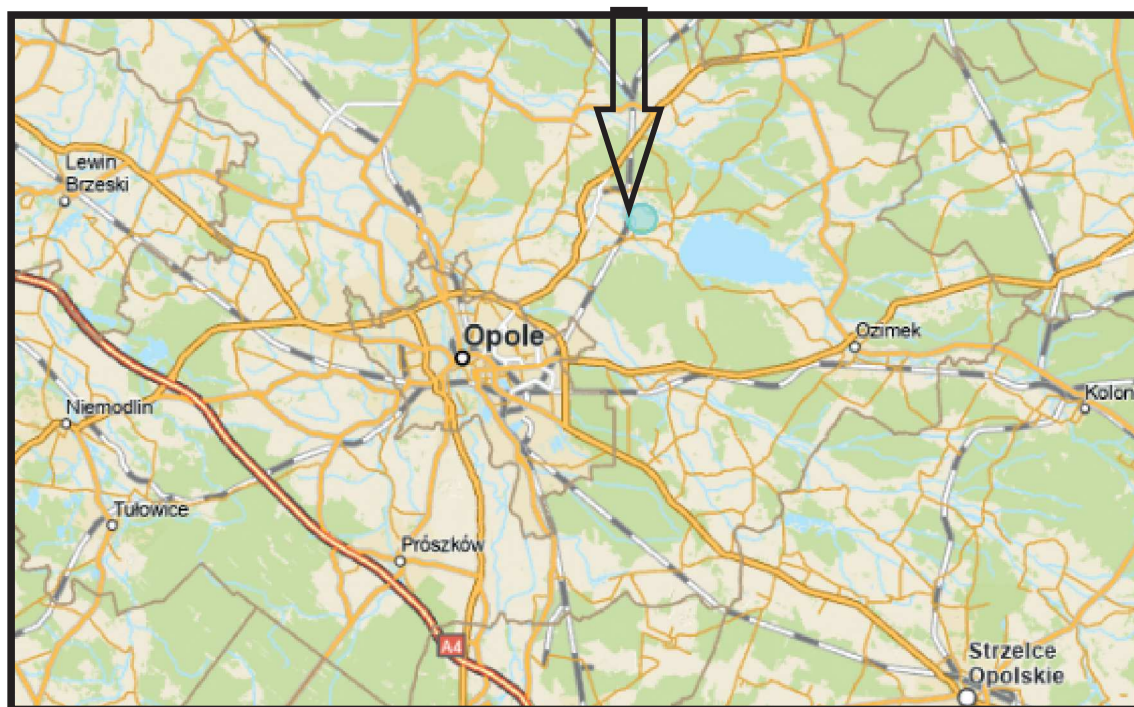 Lewin
Brzeski
Opole
Ozimek
Niemodlin
Kolon
Tułowice
Prószków
A4
Strzelce
Opolskie